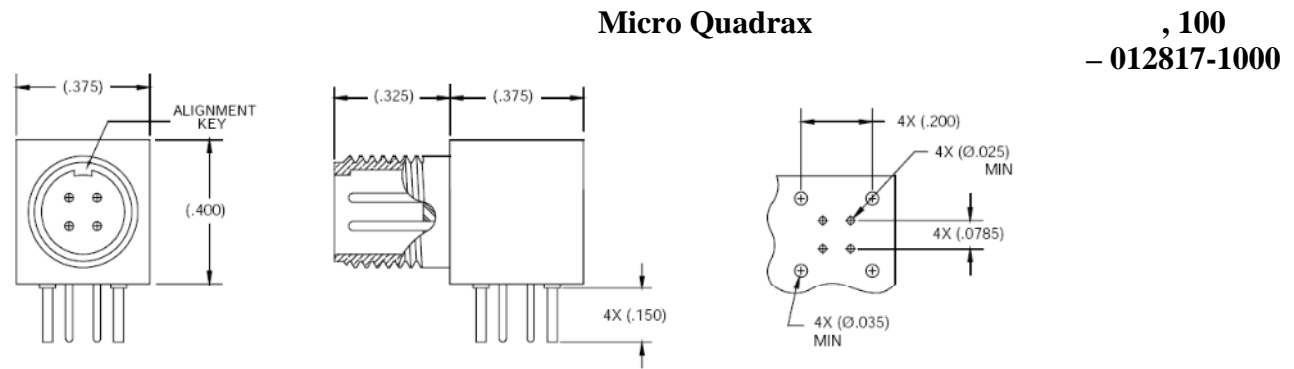 Micro Quadrax , 100
– 012817-1000
(.375)
ALIGNMENT
KEY
(.400)
(.325)
(.375)
4X (.150)
4X (.200)
4X (Ø.025)
MIN
4X (.0785)
4X (Ø.035)
MIN